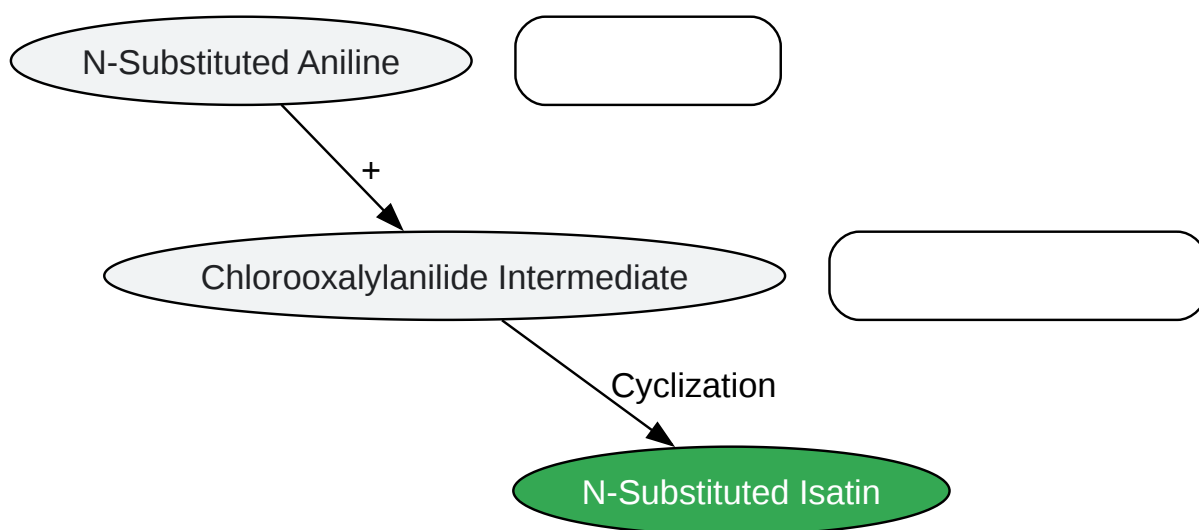 N-Substituted Aniline
+
Chlorooxalylanilide Intermediate
Cyclization
N-Substituted Isatin